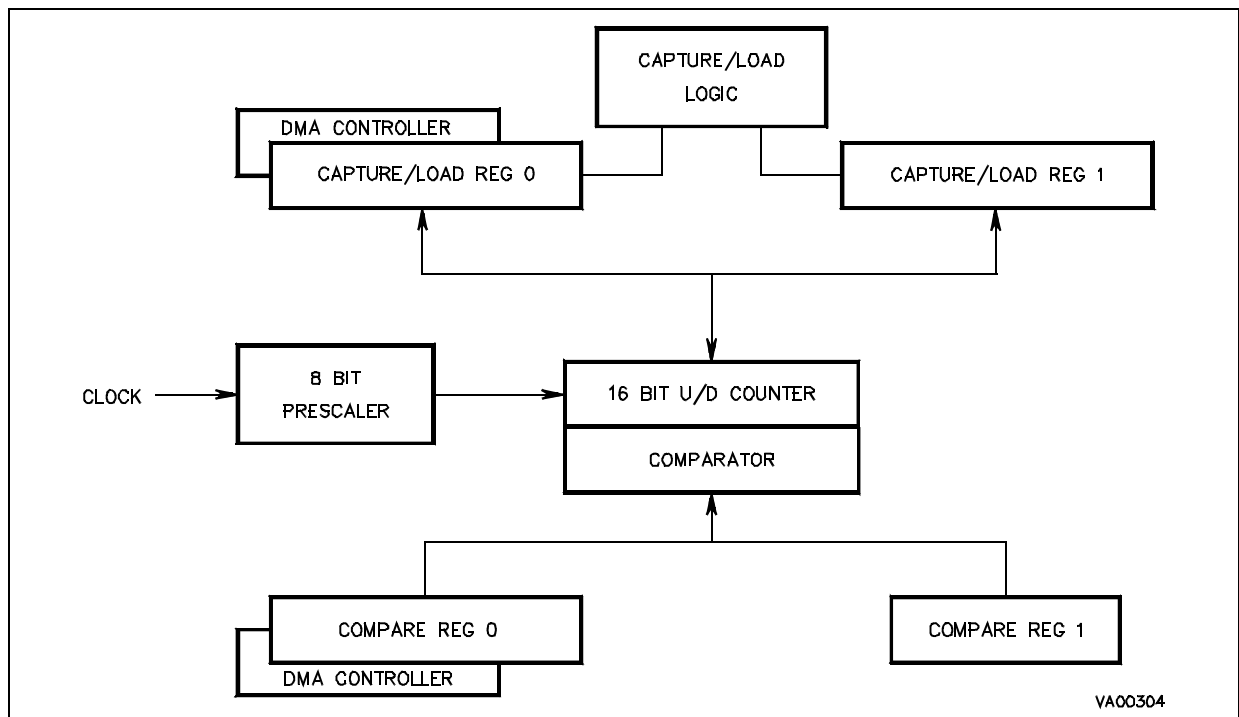 CAPTURE/LOAD
LOGIC
DMA CONTROLLER
CAPTURE/LOAD REG 0
CAPTURE/LOAD REG 1
CLOCK
8 BIT
PRESCALER
16 BIT U/D COUNTER
COMPARATOR
COMPARE REG 0
COMPARE REG 1
DMA CONTROLLER
VA00304